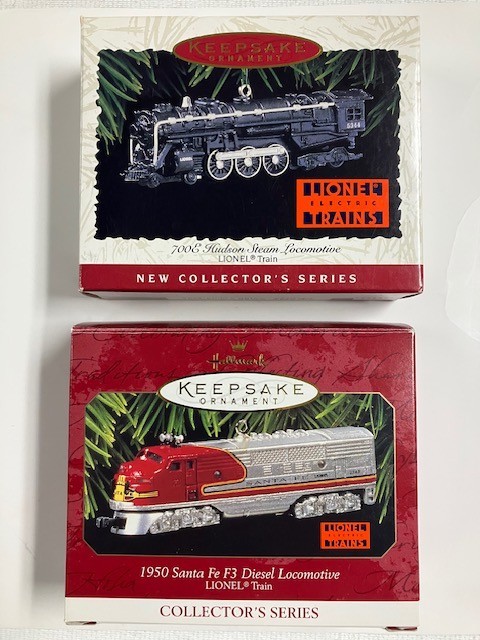 KEEPSAKE
ORNAMENT
5344
LIONEL®
ELECTRIC
TRAINS
700E Hudson Steam Locomotive
LIONEL® Train
NEW COLLECTOR'S SERIES
Hallmark
KEEPSAKE
ORNAMENT
SANTA FE
LIONEL
ELECTRIC
TRAINS
1950 Santa Fe F3 Diesel Locomotive
LIONEL® Train
COLLECTOR'S SERIES